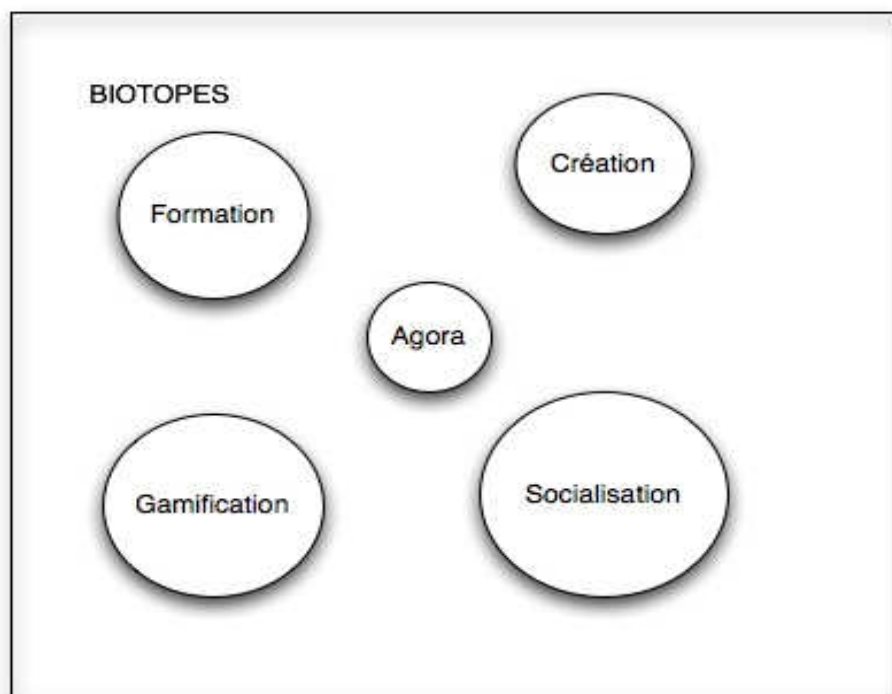 BIOTOPES
Création
Formation
Agora
Gamification
Socialisation